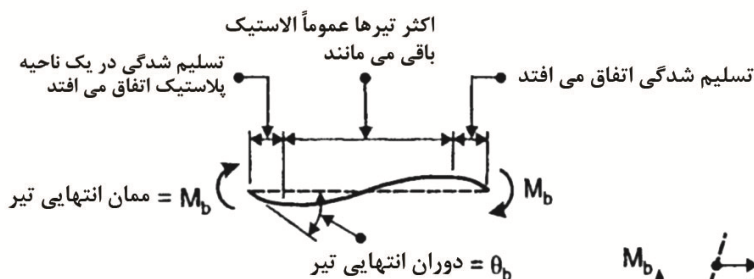 اکثر تیرها عموماً الاستیک
باقی می مانند
تسلیم شدگی اتفاق می افتد
تسلیم شدگی در یک ناحیه
پلاستیک اتفاق می افتد
M_b = ممان انتهایی تیر
M_b
θ_b = دوران انتهایی تیر
M_b